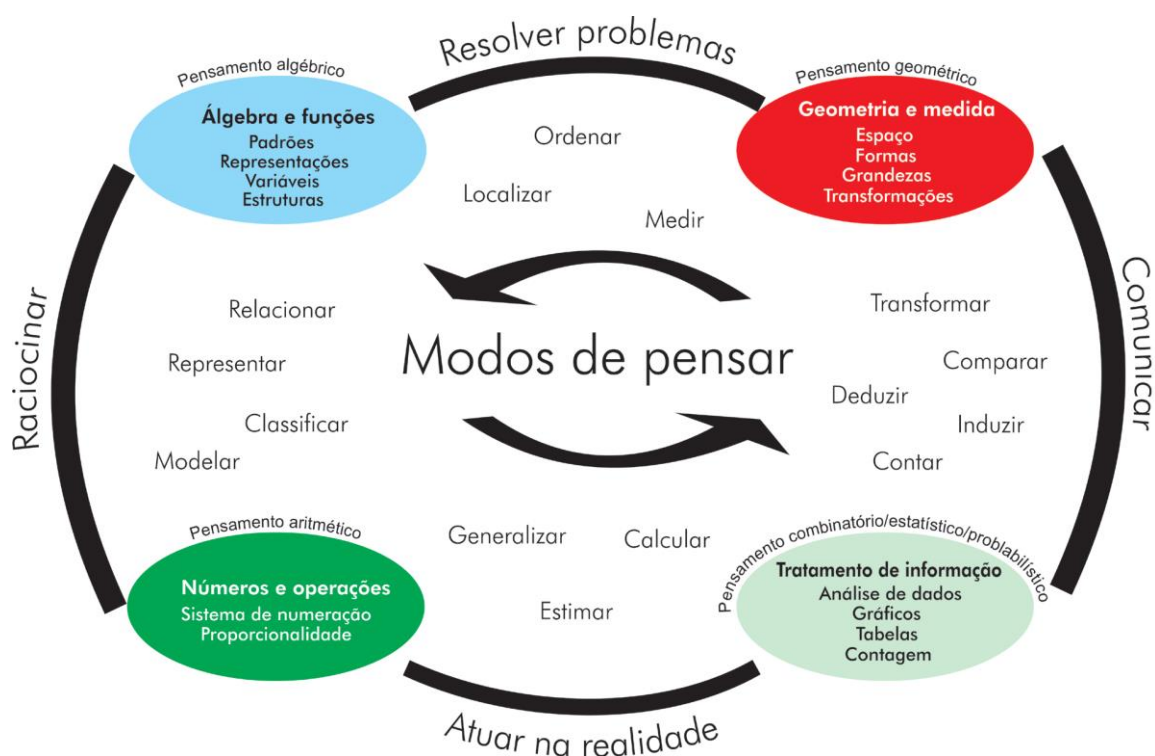 Resolver problemas
Pensamento algébrico
Álgebra e funções
Padrões
Representações
Variáveis
Estruturas
Pensamento geométrico
Geometria e medida
Espaço
Formas
Grandezas
Transformações
Ordenar
Localizar
Medir
Raciocinar
Comunicar
Relacionar
Representar
Classificar
Modelar
Modos de pensar
Transformar
Comparar
Deduzir
Induzir
Contar
Pensamento aritmético
Números e operações
Sistema de numeração
Proporcionalidade
Generalizar
Calcular
Estimar
Pensamento combinatório/estatístico/problabilístico
Tratamento de informação
Análise de dados
Gráficos
Tabelas
Contagem
Atuar na realidade